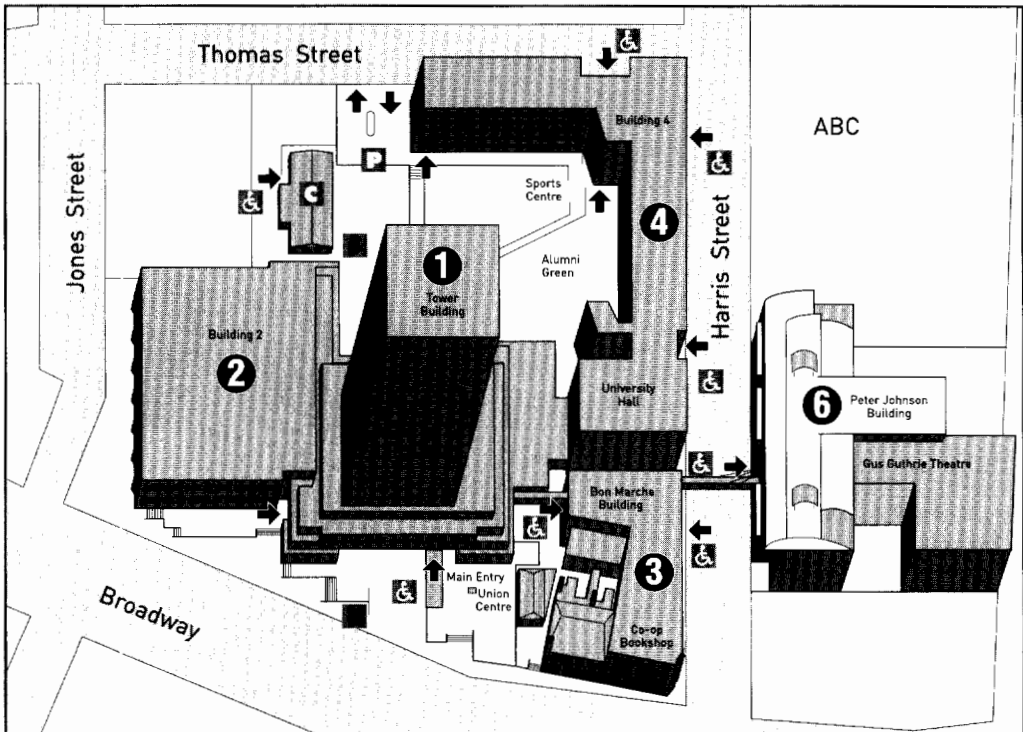 Thomas Street
Jones Street
Harris Street
Broadway
ABC
Building 4
4
P
C
Sports
Centre
Alumni
Green
1
Tower
Building
Building 2
2
University
Hall
6
Peter Johnson
Building
Gus Guthrie Theatre
Bon Marche
Building
3
Co-op
Bookshop
Main Entry
Union
Centre